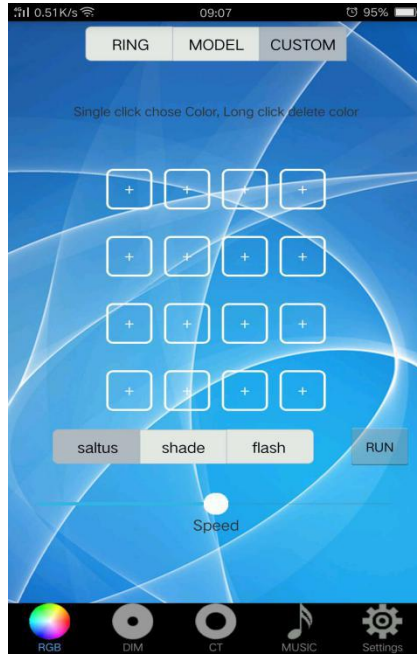 4G 0.51K/s 09:07 95%
RING MODEL CUSTOM
Single click chose Color, Long click delete color
+ + + +
+ + + +
+ + + +
+ + + +
saltus shade flash RUN
Speed
RGB DIM CT MUSIC Settings